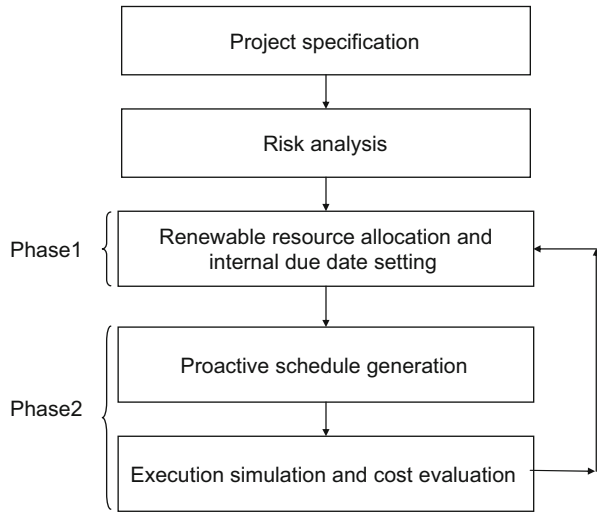 Project specification
Risk analysis
Phase1
Renewable resource allocation and
internal due date setting
Proactive schedule generation
Phase2
Execution simulation and cost evaluation